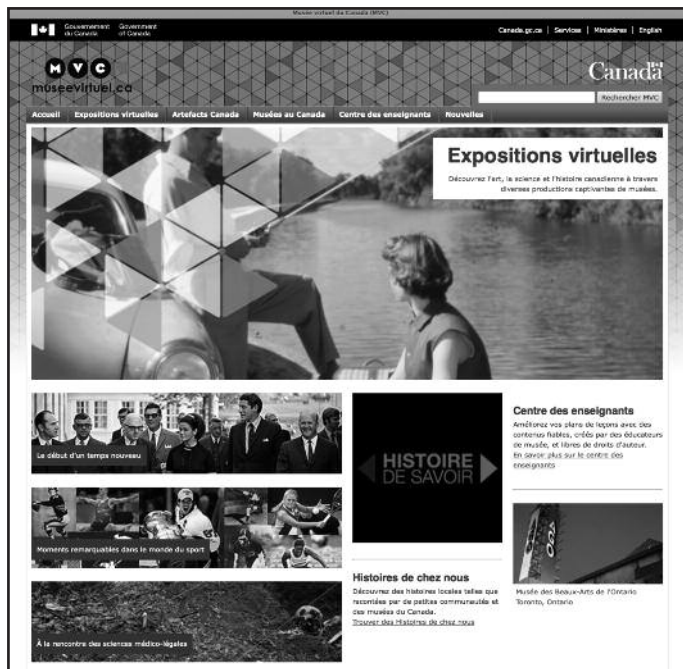 Musée virtuel du Canada (MVC)
Gouvernement du Canada
Government of Canada
Canada.gc.ca | Services | Ministères | English
MVC
museevirtuel.ca
Canada
Rechercher MVC
Accueil Expositions virtuelles Artefacts Canada Musées au Canada Centre des enseignants Nouvelles
Expositions virtuelles
Découvrez l'art, la science et l'histoire canadienne à travers
diverses productions captivantes de musées.
Le début d'un temps nouveau
Moments remarquables dans le monde du sport
À la rencontre des sciences médico-légales
HISTOIRE
DE SAVOIR
Histoires de chez nous
Découvrez des histoires locales telles que
recontées par de petites communautés et
des musées du Canada.
Trouver des Histoires de chez nous
Centre des enseignants
Améliorez vos plans de leçons avec des
contenus fiables, créés par des éducateurs
de musée, et libres de droits d'auteur.
En savoir plus sur le centre des
enseignants
Musée des Beaux-Arts de l'Ontario
Toronto, Ontario